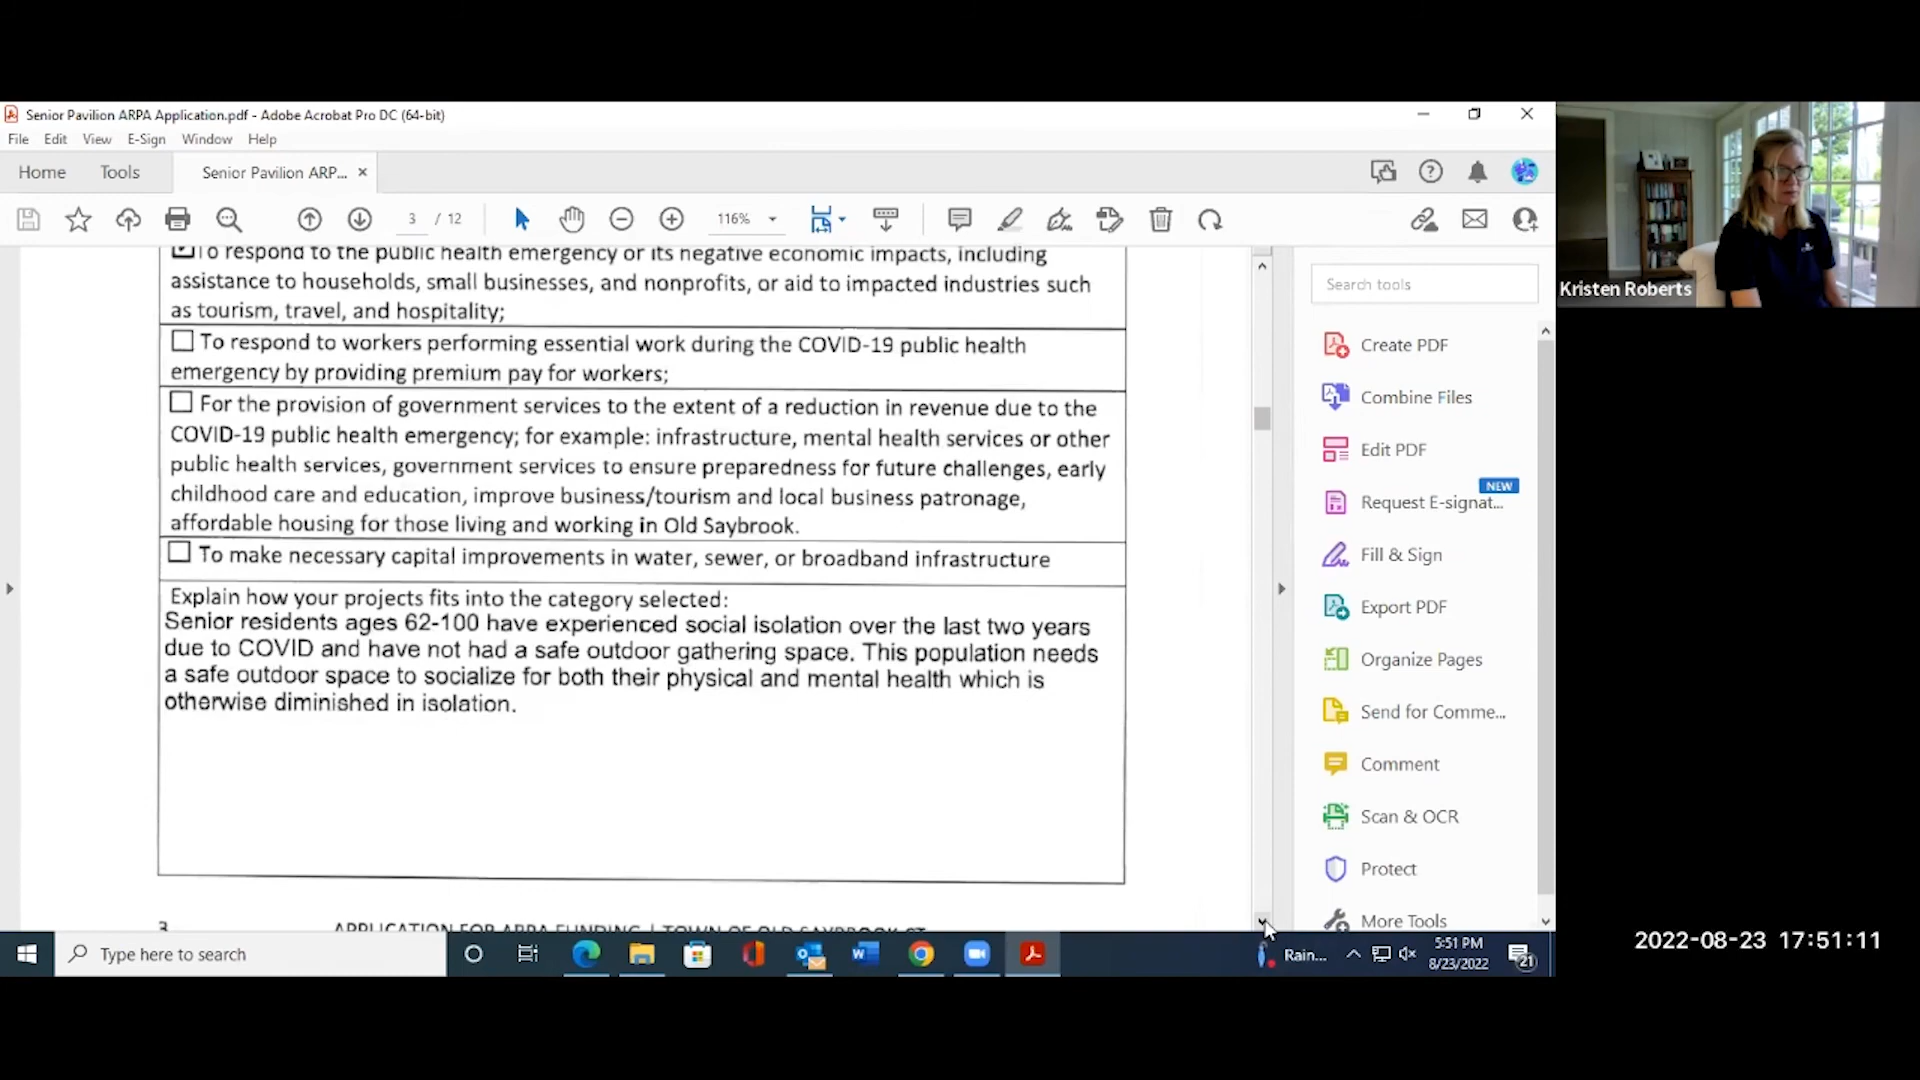 Senior Pavilion ARPA Application.pdf - Adobe Acrobat Pro DC (64-bit)
File Edit View E-Sign Window Help
Home Tools Senior Pavilion ARP...
3 / 12 116%
To respond to the public health emergency or its negative economic impacts, including
assistance to households, small businesses, and nonprofits, or aid to impacted industries such
as tourism, travel, and hospitality;
To respond to workers performing essential work during the COVID-19 public health
emergency by providing premium pay for workers;
For the provision of government services to the extent of a reduction in revenue due to the
COVID-19 public health emergency; for example: infrastructure, mental health services or other
public health services, government services to ensure preparedness for future challenges, early
childhood care and education, improve business/tourism and local business patronage,
affordable housing for those living and working in Old Saybrook.
To make necessary capital improvements in water, sewer, or broadband infrastructure
Explain how your projects fits into the category selected:
Senior residents ages 62-100 have experienced social isolation over the last two years
due to COVID and have not had a safe outdoor gathering space. This population needs
a safe outdoor space to socialize for both their physical and mental health which is
otherwise diminished in isolation.
3 APPLICATION FOR ARPA FUNDING | TOWN OF OLD SAYBROOK CT
Search tools
Create PDF
Combine Files
Edit PDF
NEW
Request E-signat...
Fill & Sign
Export PDF
Organize Pages
Send for Comme...
Comment
Scan & OCR
Protect
More Tools
Type here to search
Rain...
5:51 PM
8/23/2022
21
Kristen Roberts
2022-08-23 17:51:11